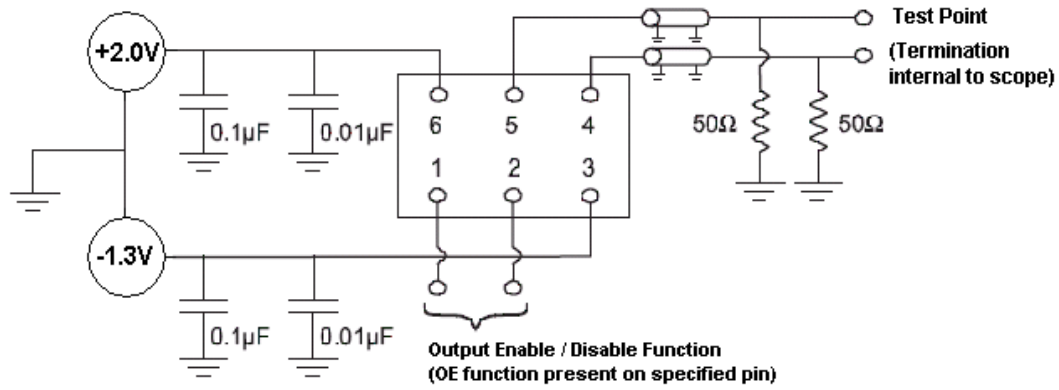 +2.0V
Test Point
(Termination
internal to scope)
0.1µF
0.01µF
6
5
4
50Ω
50Ω
1
2
3
-1.3V
0.1µF
0.01µF
Output Enable / Disable Function
(OE function present on specified pin)